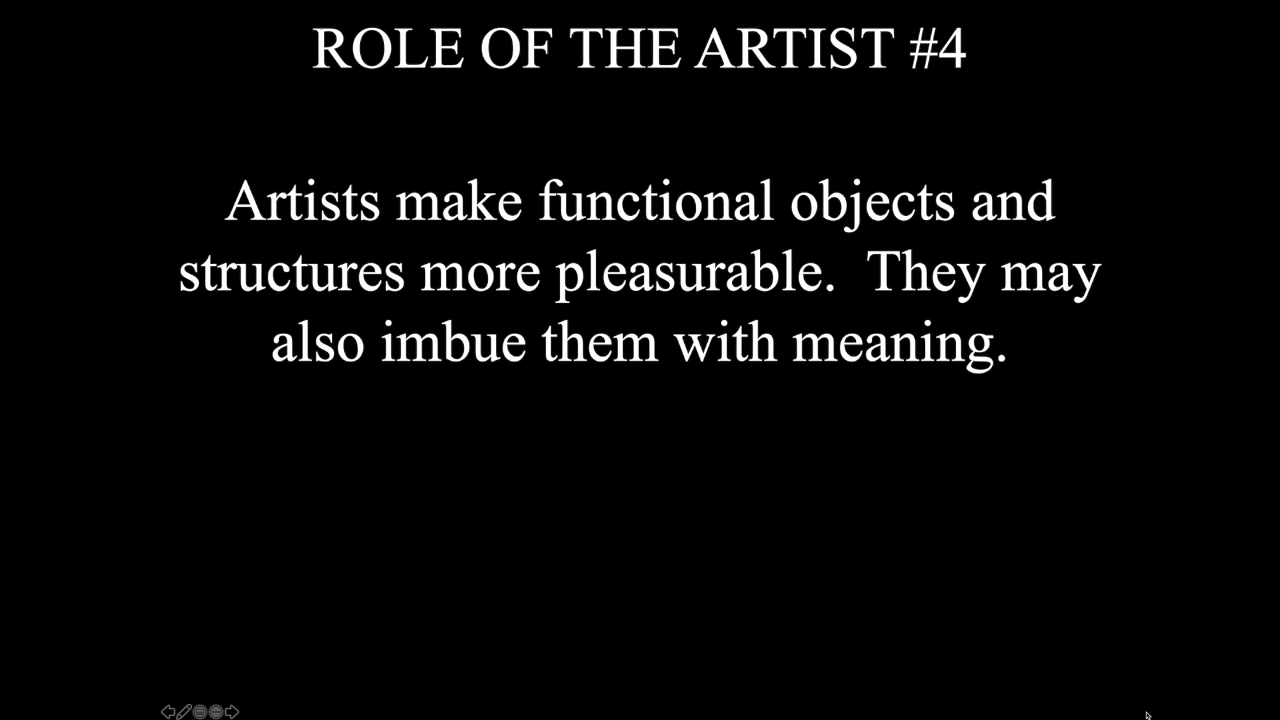 ROLE OF THE ARTIST #4
Artists make functional objects and
structures more pleasurable.  They may
also imbue them with meaning.